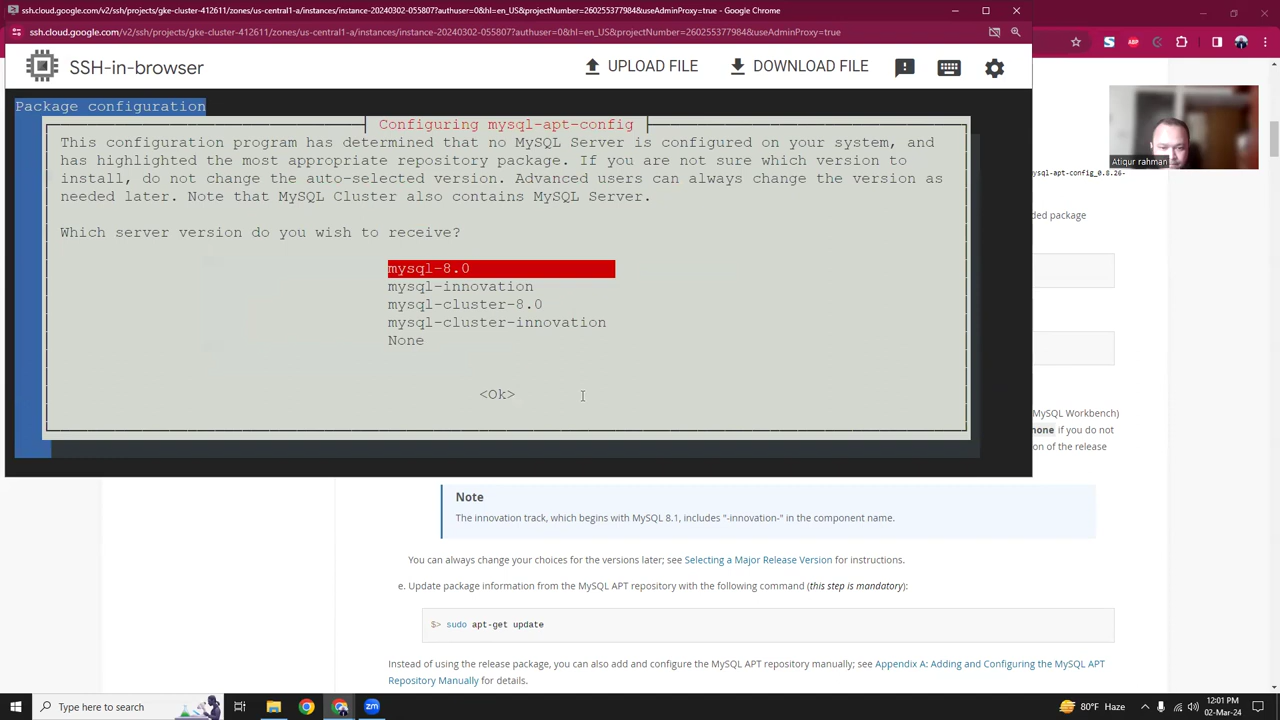 ssh.cloud.google.com/v2/ssh/projects/gke-cluster-412611/zones/us-central1-a/instances/instance-20240302-055807?authuser=0&hl=en_US&projectNumber=260255377984&useAdminProxy=true - Google Chrome
ssh.cloud.google.com/v2/ssh/projects/gke-cluster-412611/zones/us-central1-a/instances/instance-20240302-055807?authuser=0&hl=en_US&projectNumber=260255377984&useAdminProxy=true
SSH-in-browser
UPLOAD FILE
DOWNLOAD FILE
Package configuration
Configuring mysql-apt-config
This configuration program has determined that no MySQL Server is configured on your system, and
has highlighted the most appropriate repository package. If you are not sure which version to
install, do not change the auto-selected version. Advanced users can always change the version as
needed later. Note that MySQL Cluster also contains MySQL Server.
Which server version do you wish to receive?
mysql-8.0
mysql-innovation
mysql-cluster-8.0
mysql-cluster-innovation
None
<Ok>
Atiqur rahman
ysql-apt-config_0.8.26-
ded package
MySQL Workbench)
none if you do not
on of the release
Note
The innovation track, which begins with MySQL 8.1, includes "-innovation-" in the component name.
You can always change your choices for the versions later; see Selecting a Major Release Version for instructions.
e. Update package information from the MySQL APT repository with the following command (this step is mandatory):
$> sudo apt-get update
Instead of using the release package, you can also add and configure the MySQL APT repository manually; see Appendix A: Adding and Configuring the MySQL APT
Repository Manually for details.
Type here to search
zm
80°F Haze
12:01 PM
02-Mar-24